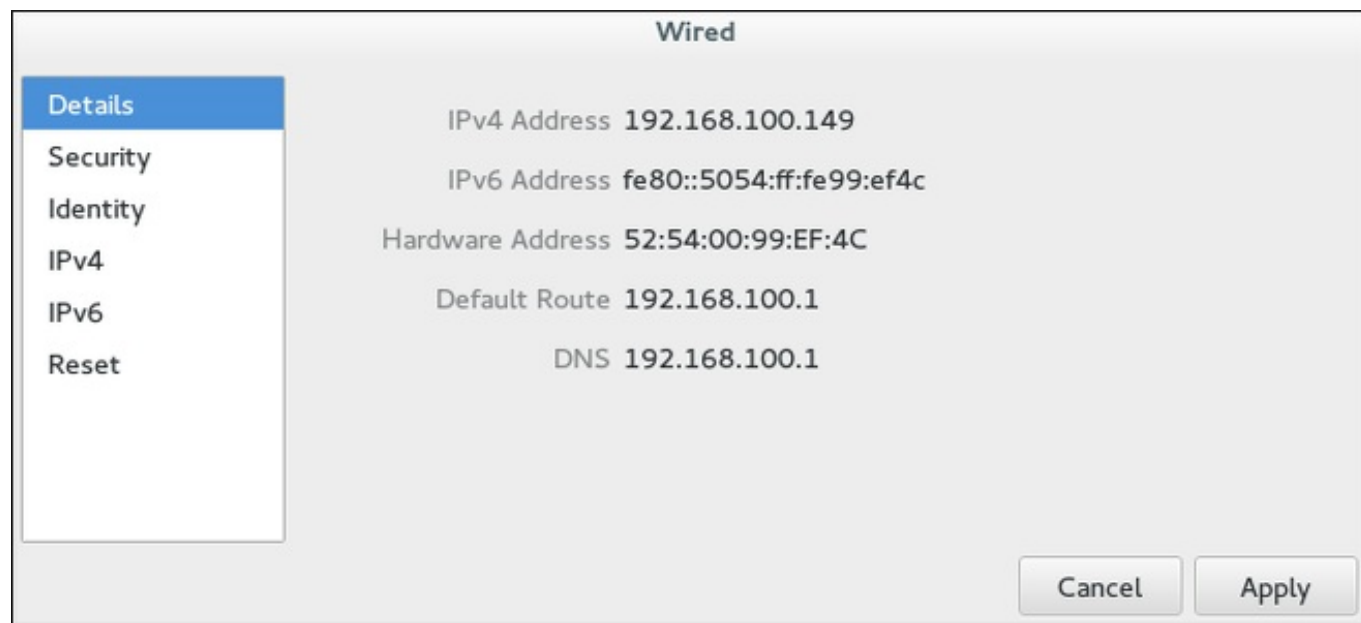 Wired
Details
Security
Identity
IPv4
IPv6
Reset
IPv4 Address 192.168.100.149
IPv6 Address fe80::5054:ff:fe99:ef4c
Hardware Address 52:54:00:99:EF:4C
Default Route 192.168.100.1
DNS 192.168.100.1
Cancel
Apply